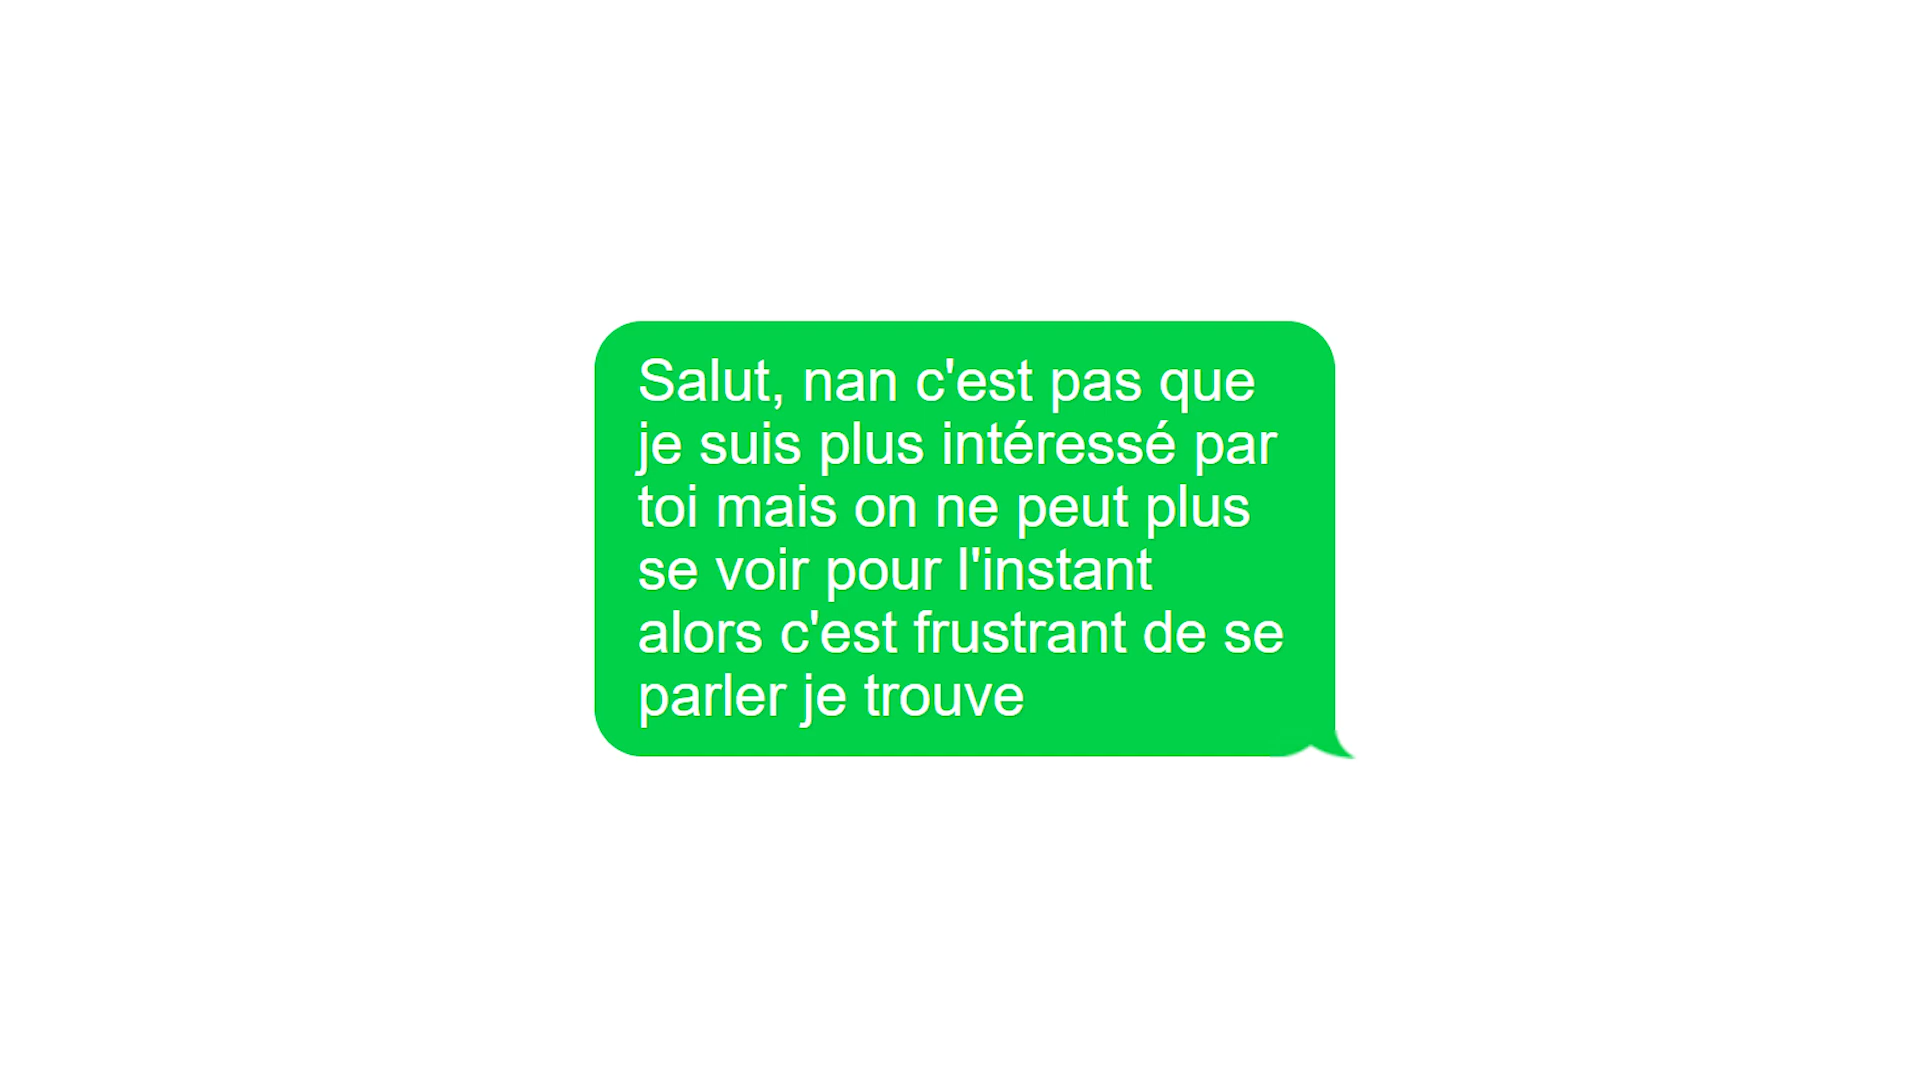 Salut, nan c'est pas que
je suis plus intéressé par
toi mais on ne peut plus
se voir pour l'instant
alors c'est frustrant de se
parler je trouve